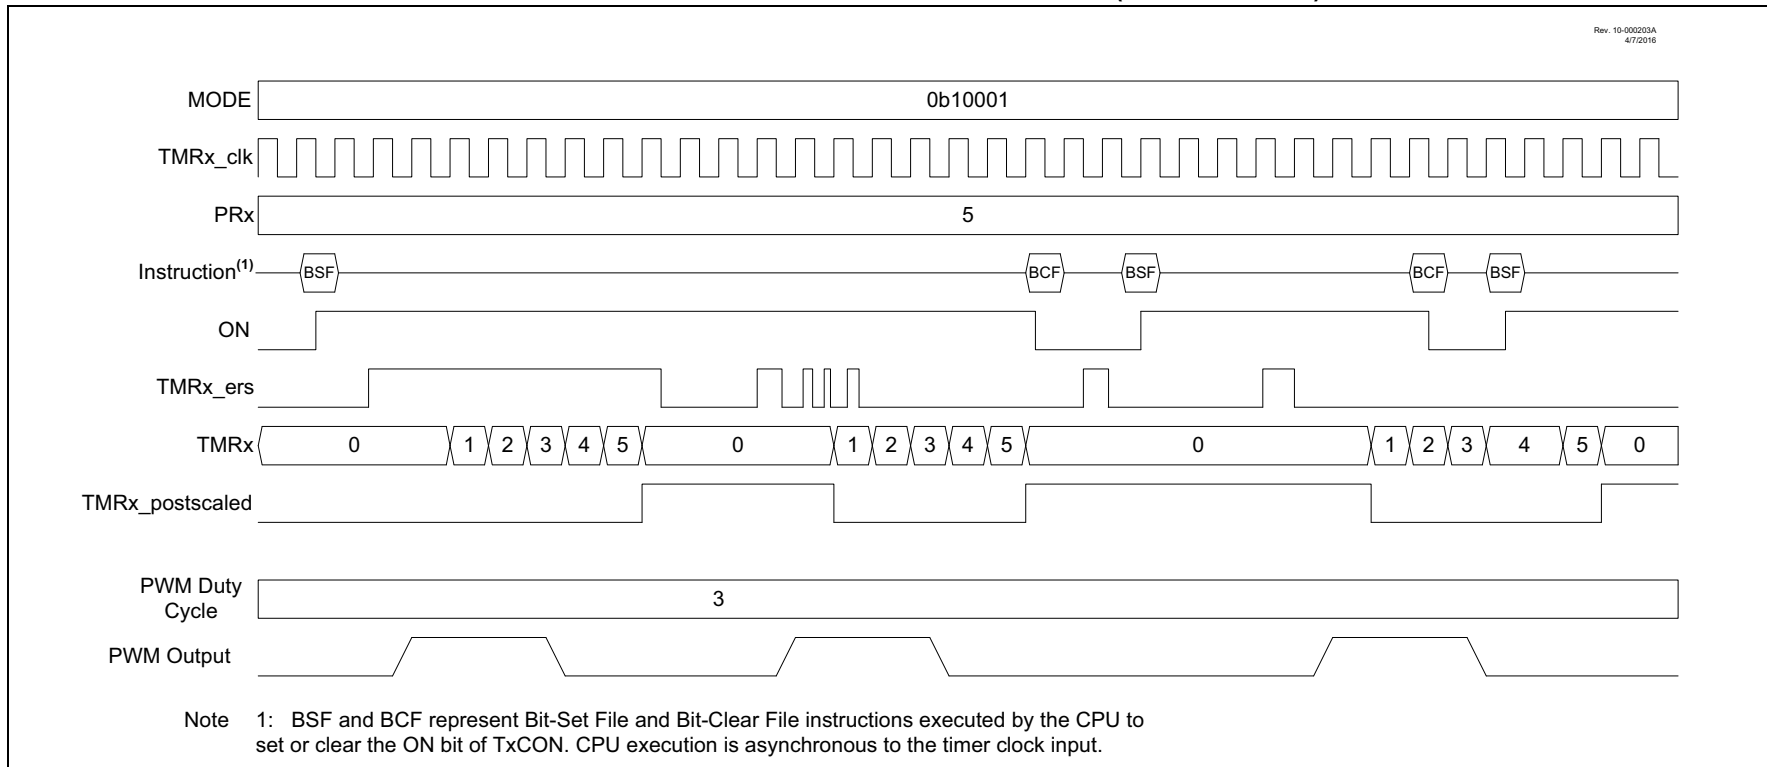 Rev. 10-000203A
4/7/2016
MODE 0b10001
TMRx_clk
PRx 5
Instruction(1) BSF BCF BSF BCF BSF
ON
TMRx_ers
TMRx 0 1 2 3 4 5 0 1 2 3 4 5 0 1 2 3 4 5 0
TMRx_postscaled
PWM Duty
Cycle 3
PWM Output
Note 1: BSF and BCF represent Bit-Set File and Bit-Clear File instructions executed by the CPU to
set or clear the ON bit of TxCON. CPU execution is asynchronous to the timer clock input.